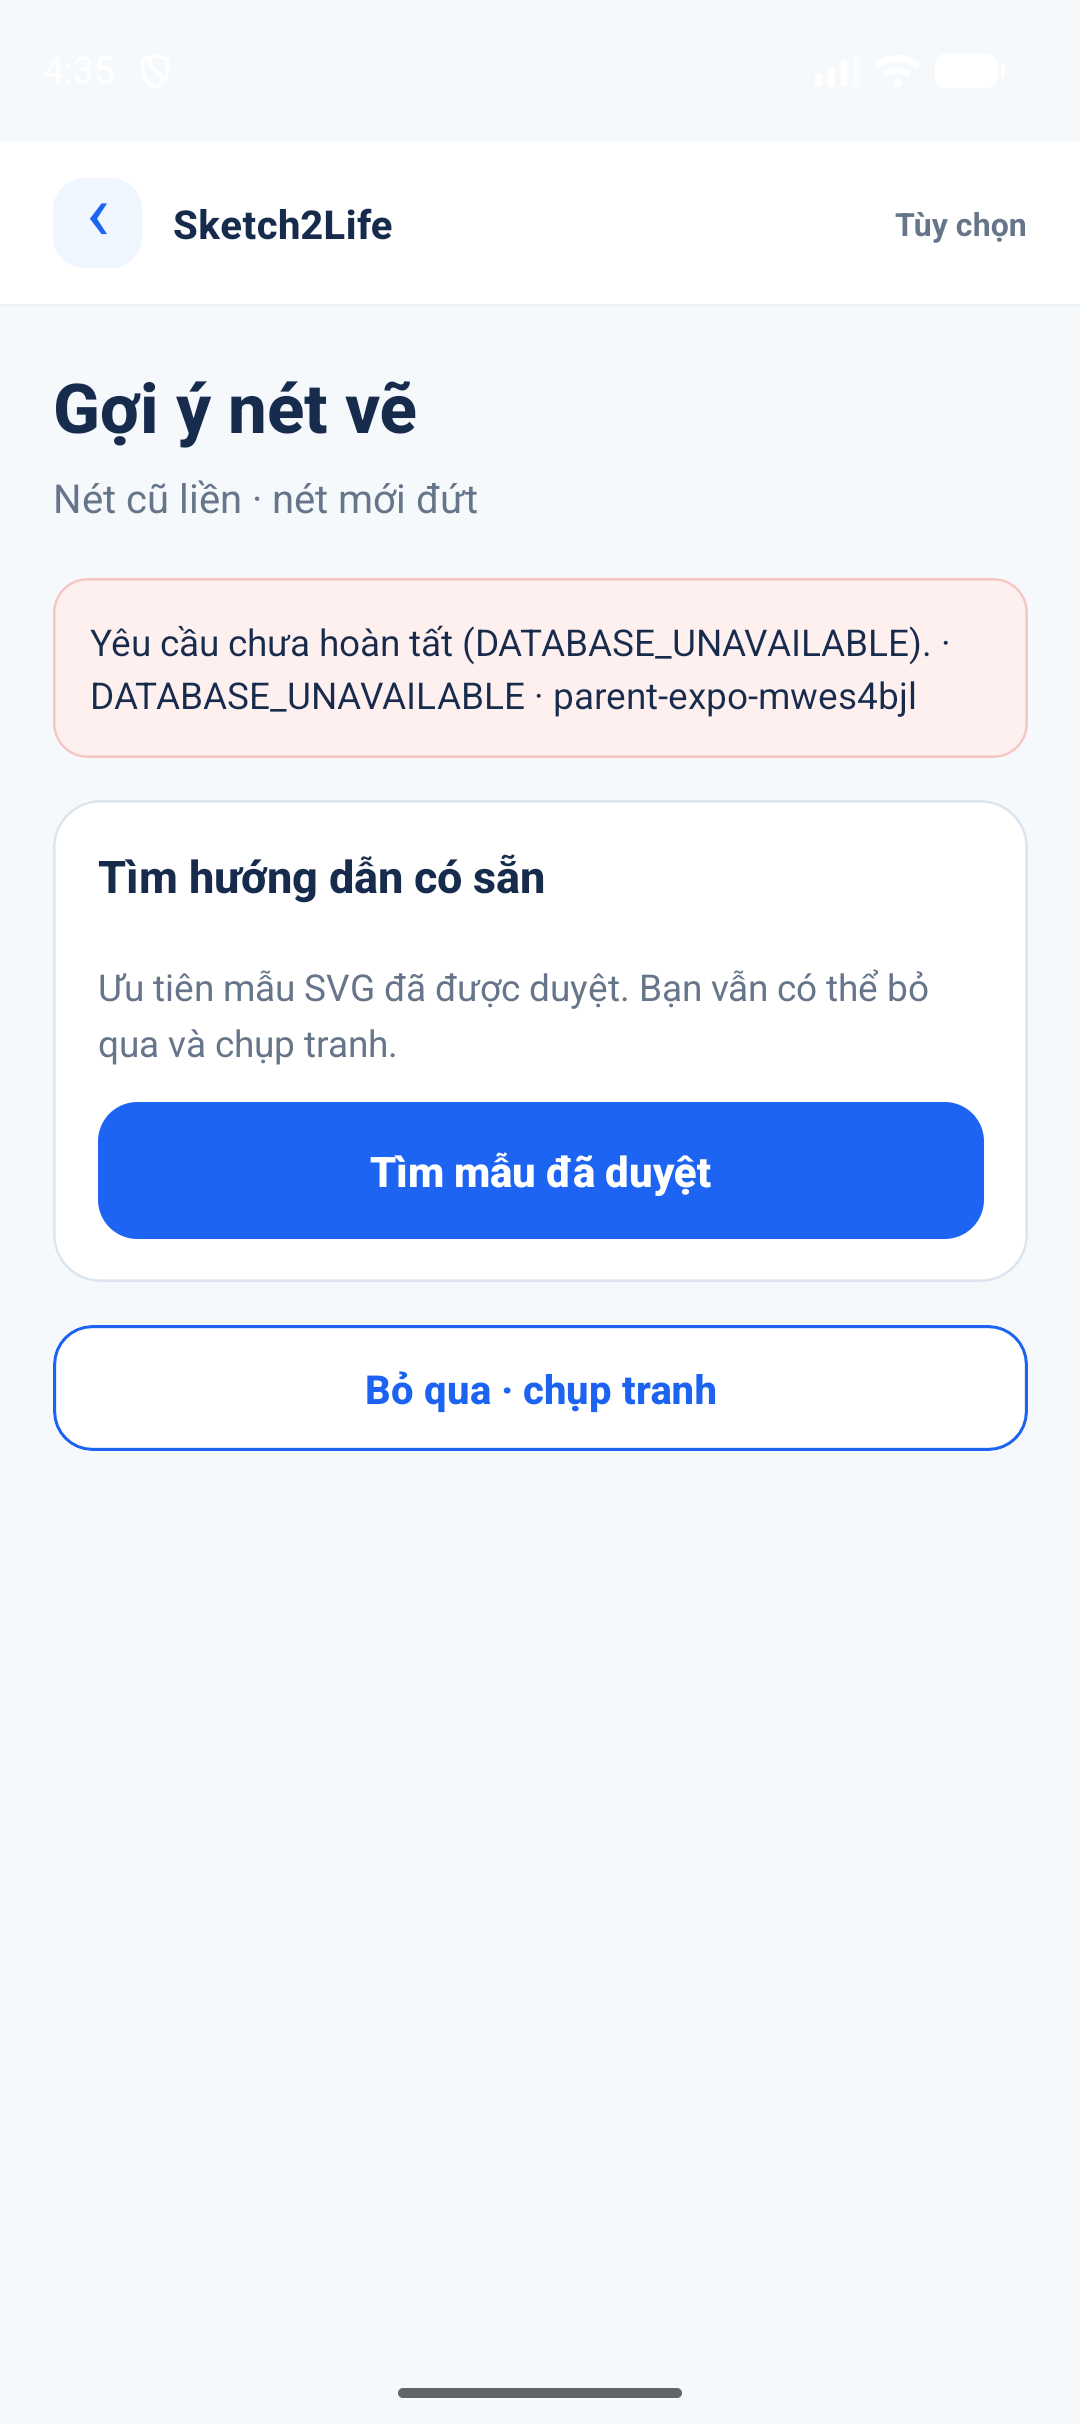 4:35
Sketch2Life
Tùy chọn
Gợi ý nét vẽ
Nét cũ liền · nét mới đứt
Yêu cầu chưa hoàn tất (DATABASE_UNAVAILABLE). ·
DATABASE_UNAVAILABLE · parent-expo-mwes4bjl
Tìm hướng dẫn có sẵn
Ưu tiên mẫu SVG đã được duyệt. Bạn vẫn có thể bỏ
qua và chụp tranh.
Tìm mẫu đã duyệt
Bỏ qua · chụp tranh